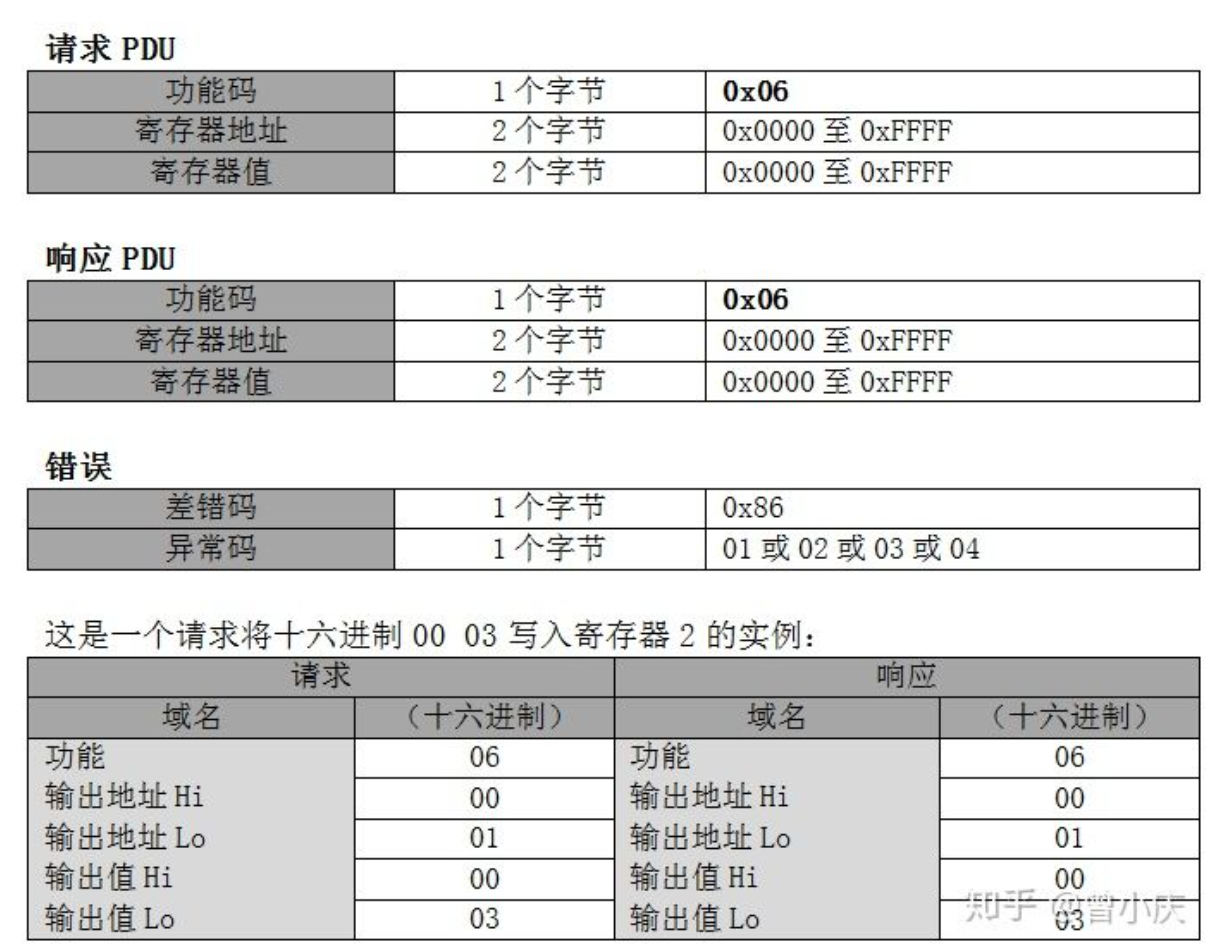 请求 PDU
功能码 1 个字节 0x06
寄存器地址 2 个字节 0x0000 至 0xFFFF
寄存器值 2 个字节 0x0000 至 0xFFFF
响应 PDU
功能码 1 个字节 0x06
寄存器地址 2 个字节 0x0000 至 0xFFFF
寄存器值 2 个字节 0x0000 至 0xFFFF
错误
差错码 1 个字节 0x86
异常码 1 个字节 01 或 02 或 03 或 04
这是一个请求将十六进制 00 03 写入寄存器 2 的实例：
请求 响应
域名 （十六进制） 域名 （十六进制）
功能 06 功能 06
输出地址 Hi 00 输出地址 Hi 00
输出地址 Lo 01 输出地址 Lo 01
输出值 Hi 00 输出值 Hi 00
输出值 Lo 03 输出值 Lo 03
知乎 @曾小庆